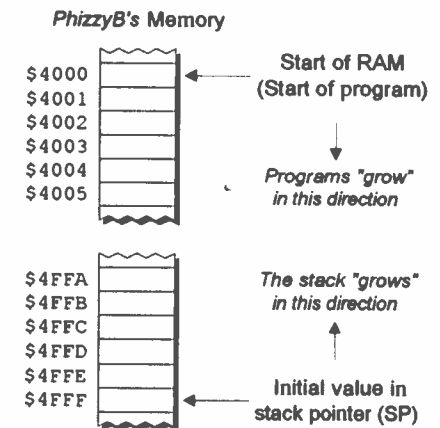 PhizzyB's Memory
$4000
$4001
$4002
$4003
$4004
$4005
Start of RAM
(Start of program)
Programs "grow"
in this direction
$4FFA
$4FFB
$4FFC
$4FFD
$4FFE
$4FFF
The stack "grows"
in this direction
Initial value in
stack pointer (SP)